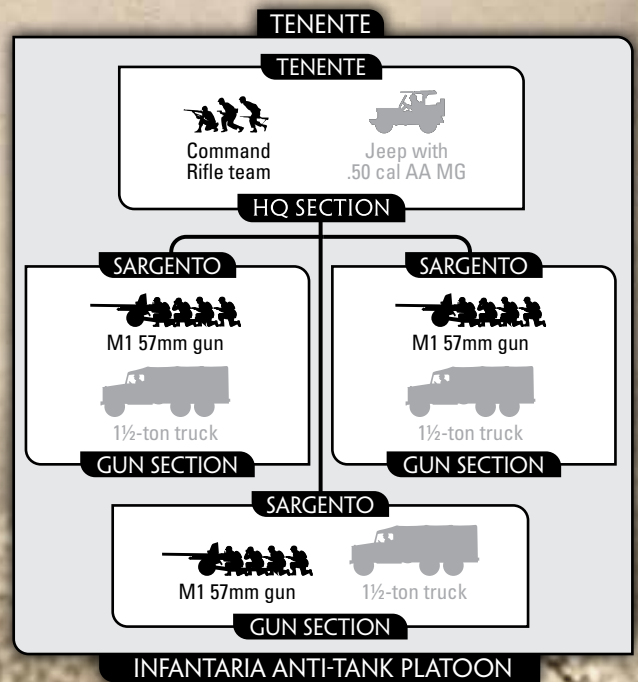 TENENTE
TENENTE
Command
Rifle team
Jeep with
.50 cal AA MG
HQ SECTION
SARGENTO
M1 57mm gun
1½-ton truck
GUN SECTION
SARGENTO
M1 57mm gun
1½-ton truck
GUN SECTION
SARGENTO
M1 57mm gun
1½-ton truck
GUN SECTION
INFANTARIA ANTI-TANK PLATOON